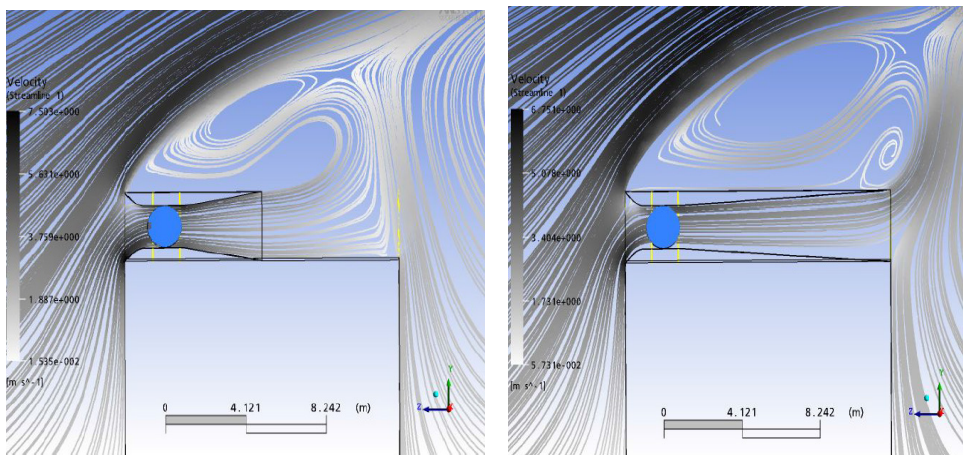 Velocity
(Streamline 1)
7.503e+000
5.631e+000
3.759e+000
1.887e+000
1.535e-002
[m s^-1]
0 4.121 8.242 (m)
Y
Z
X
Velocity
(Streamline 1)
6.751e+000
5.078e+000
3.404e+000
1.731e+000
5.731e-002
[m s^-1]
0 4.121 8.242 (m)
Y
Z
X